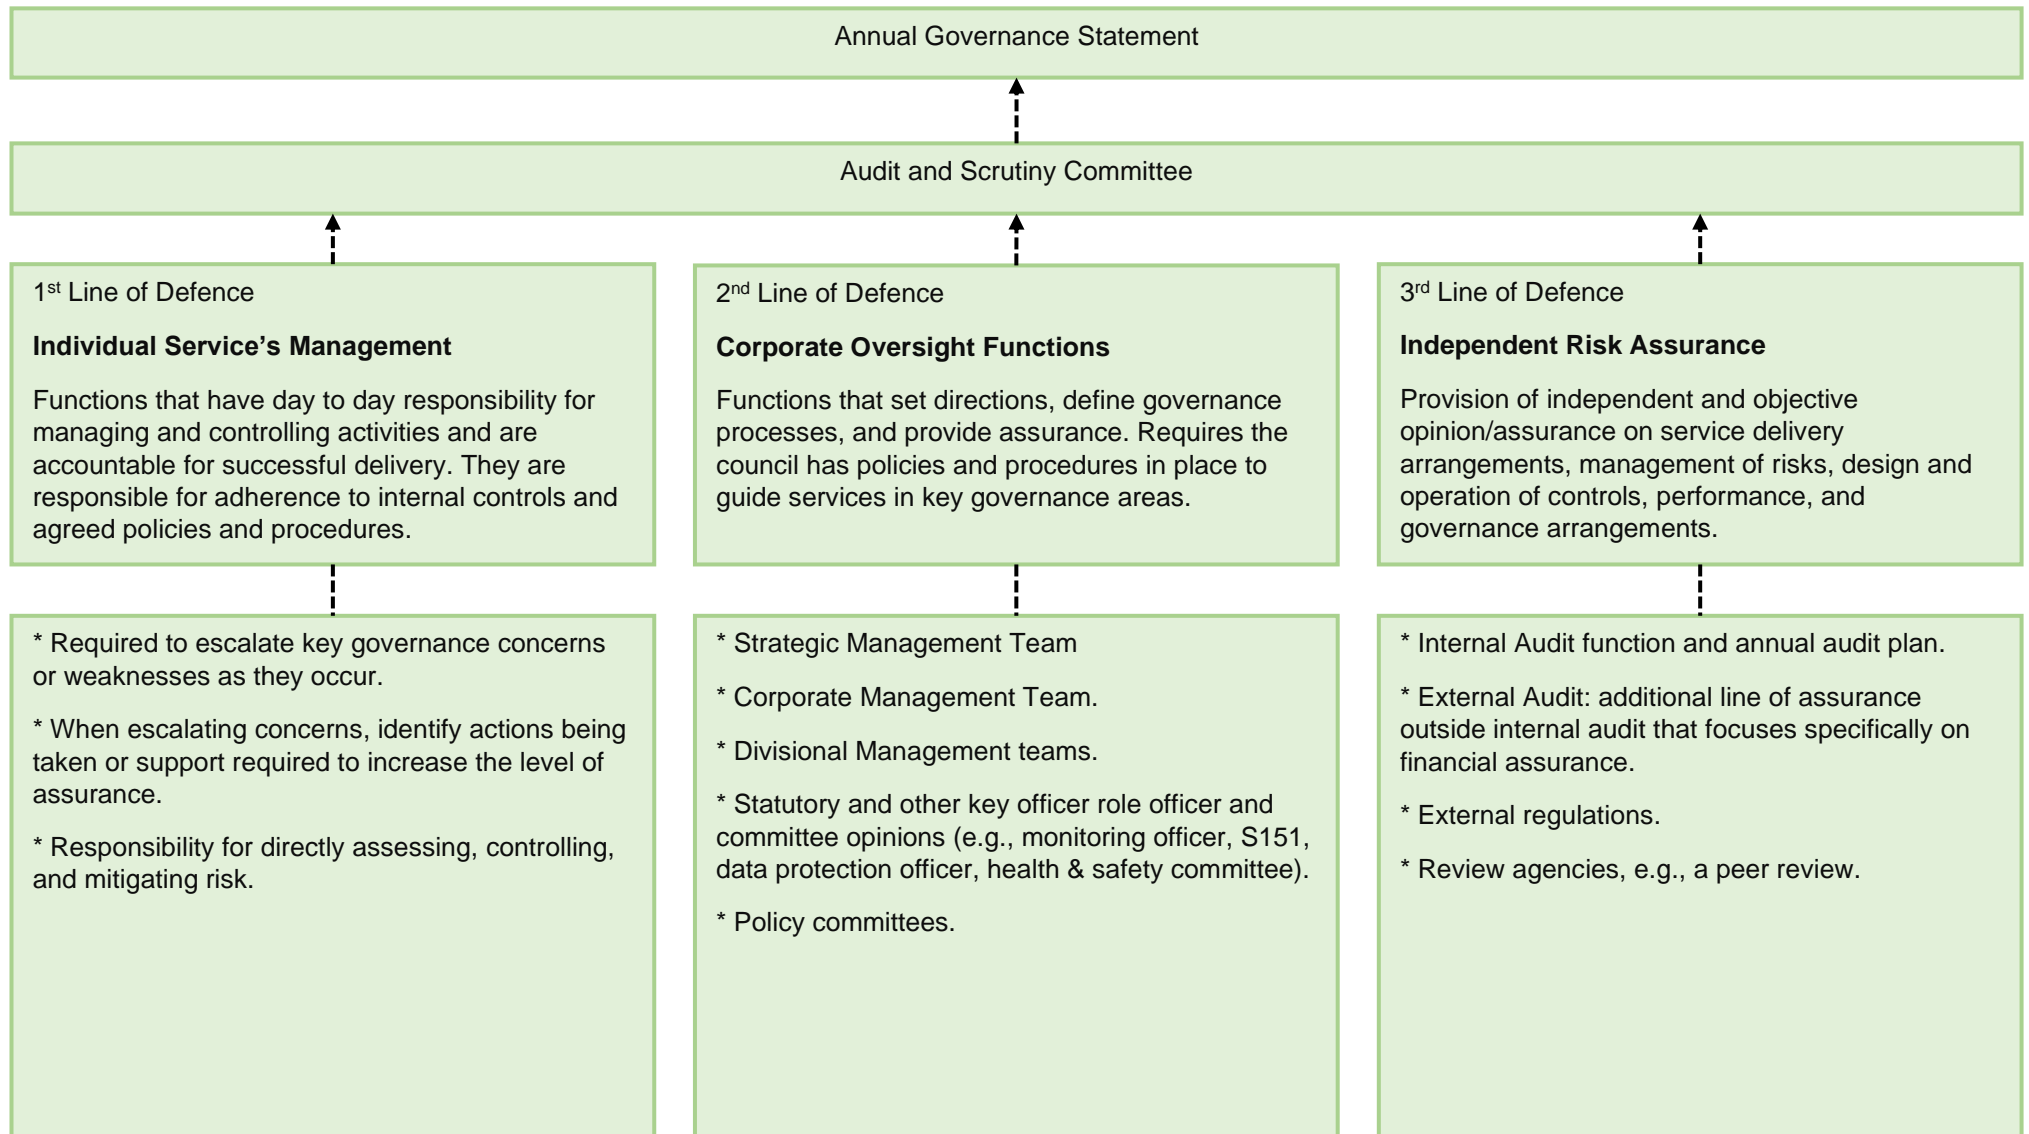 Annual Governance Statement
Audit and Scrutiny Committee
1st Line of Defence
Individual Service’s Management
Functions that have day to day responsibility for
managing and controlling activities and are
accountable for successful delivery. They are
responsible for adherence to internal controls and
agreed policies and procedures.
* Required to escalate key governance concerns
or weaknesses as they occur.
* When escalating concerns, identify actions being
taken or support required to increase the level of
assurance.
* Responsibility for directly assessing, controlling,
and mitigating risk.
2nd Line of Defence
Corporate Oversight Functions
Functions that set directions, define governance
processes, and provide assurance. Requires the
council has policies and procedures in place to
guide services in key governance areas.
* Strategic Management Team
* Corporate Management Team.
* Divisional Management teams.
* Statutory and other key officer role officer and
committee opinions (e.g., monitoring officer, S151,
data protection officer, health & safety committee).
* Policy committees.
3rd Line of Defence
Independent Risk Assurance
Provision of independent and objective
opinion/assurance on service delivery
arrangements, management of risks, design and
operation of controls, performance, and
governance arrangements.
* Internal Audit function and annual audit plan.
* External Audit: additional line of assurance
outside internal audit that focuses specifically on
financial assurance.
* External regulations.
* Review agencies, e.g., a peer review.